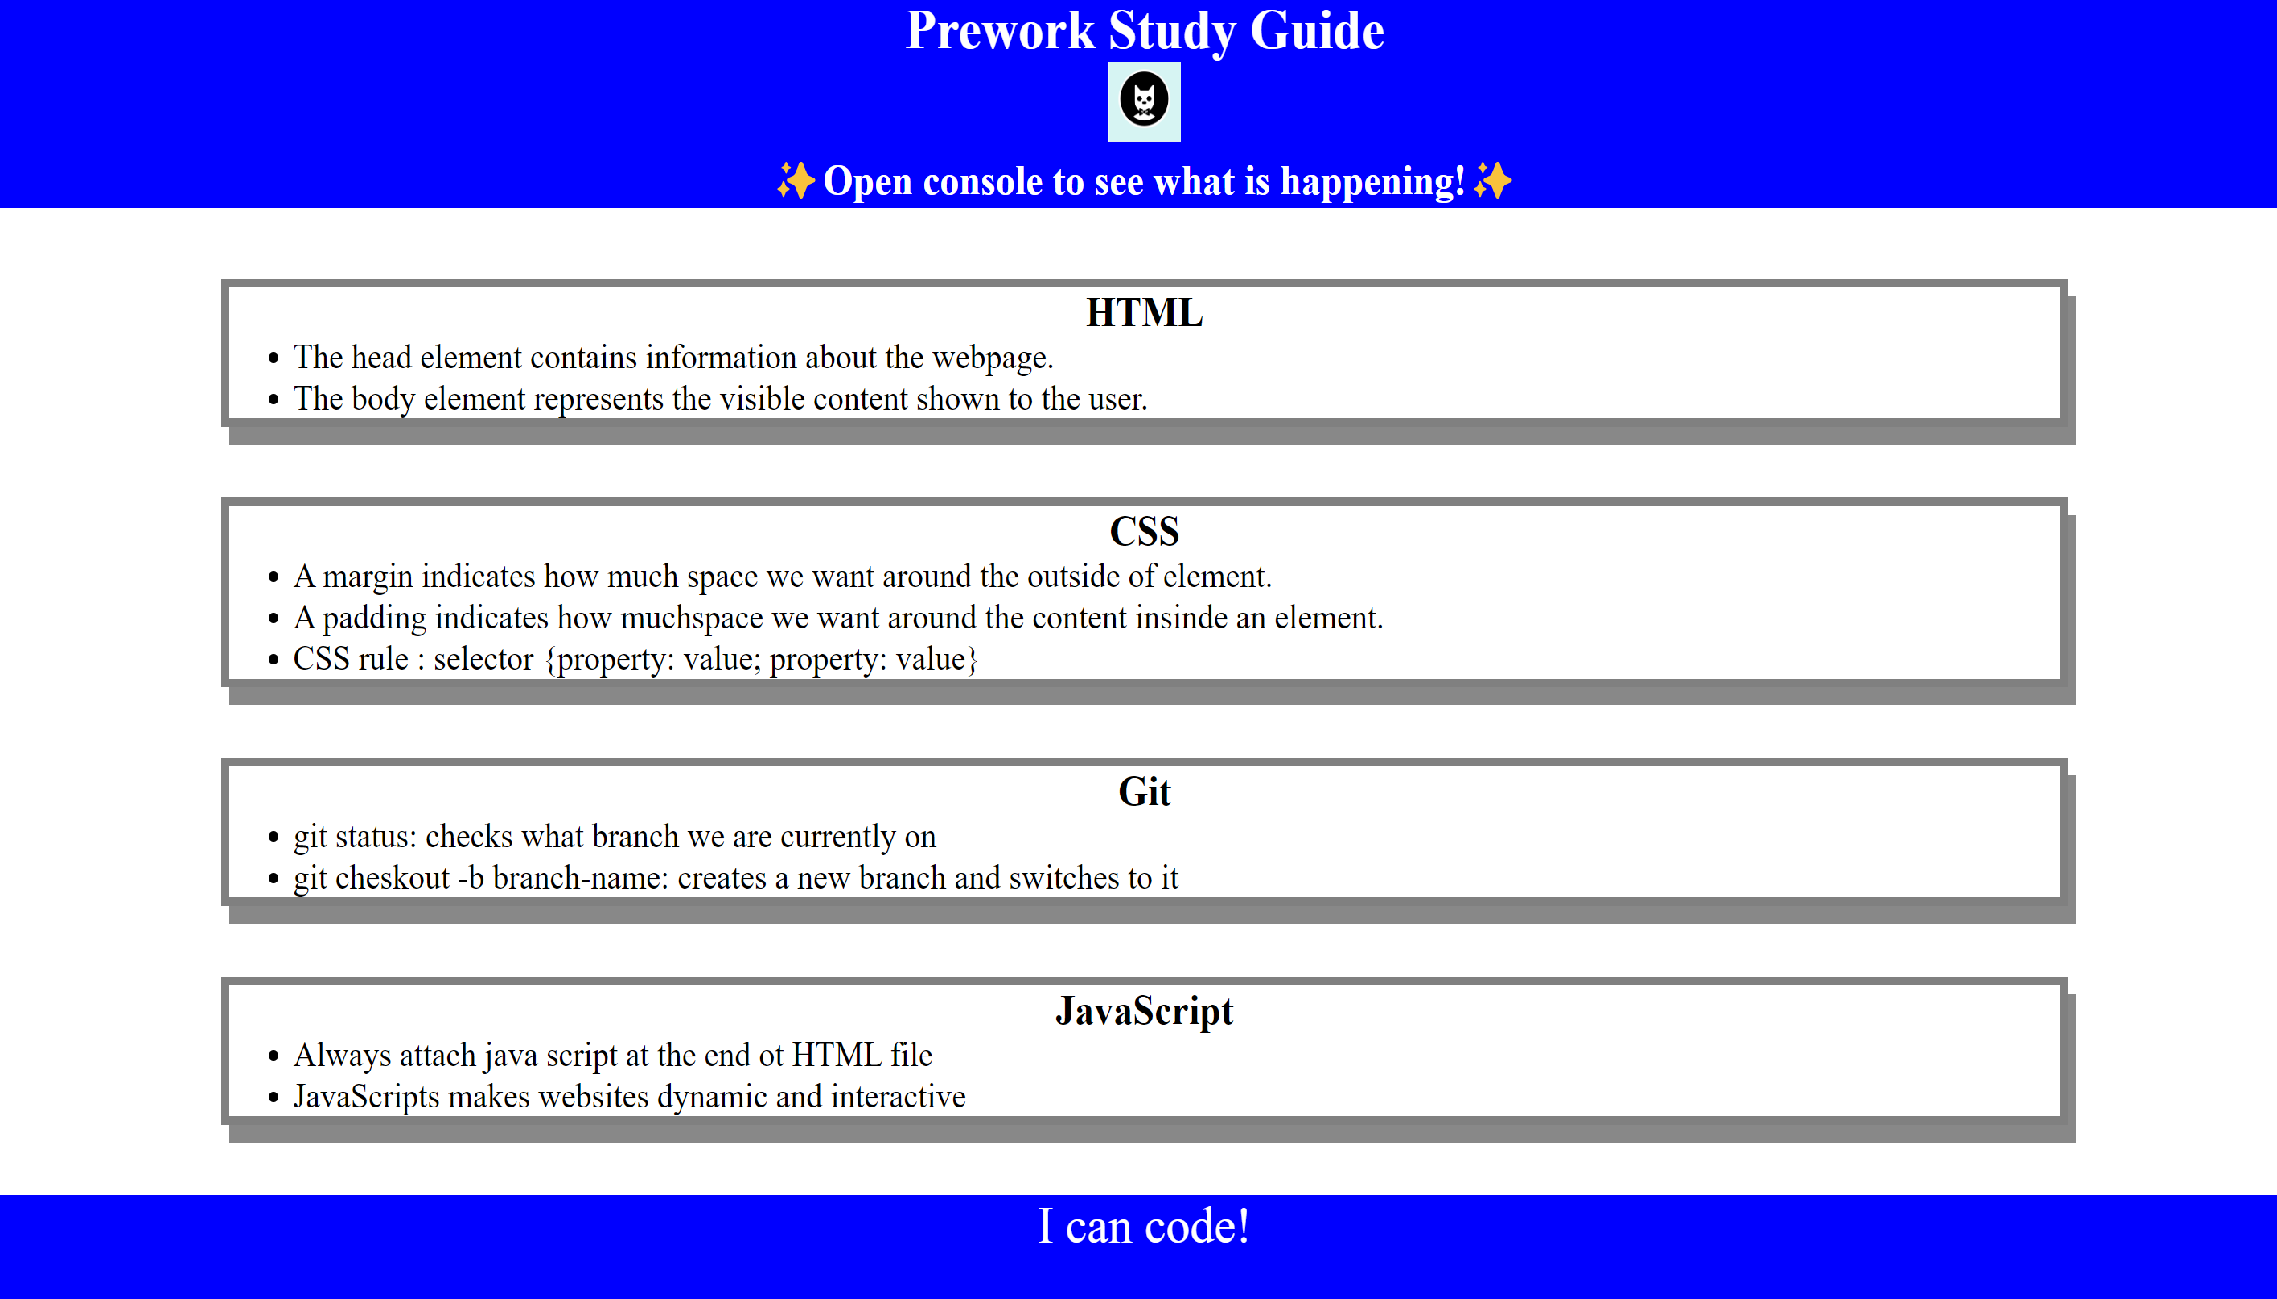 Prework Study Guide
✨Open console to see what is happening!✨
HTML
• The head element contains information about the webpage.
• The body element represents the visible content shown to the user.
CSS
• A margin indicates how much space we want around the outside of element.
• A padding indicates how muchspace we want around the content insinde an element.
• CSS rule : selector {property: value; property: value}
Git
• git status: checks what branch we are currently on
• git cheskout -b branch-name: creates a new branch and switches to it
JavaScript
• Always attach java script at the end ot HTML file
• JavaScripts makes websites dynamic and interactive
I can code!